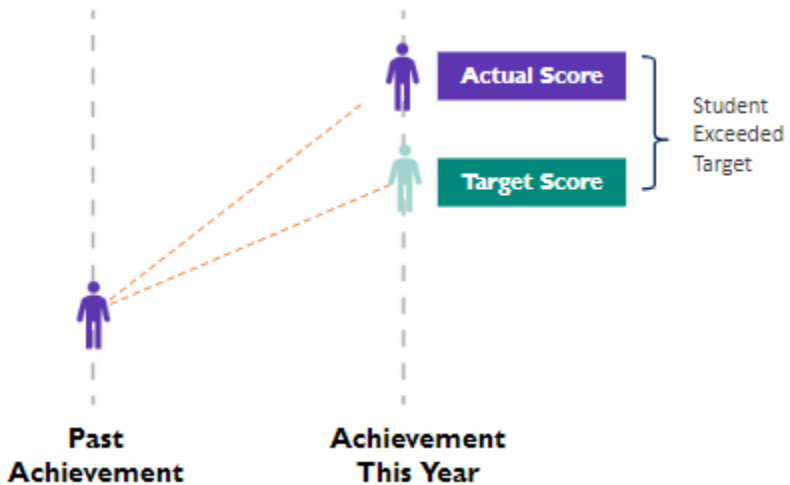 Actual Score
Target Score
Student
Exceeded
Target
Past
Achievement
Achievement
This Year